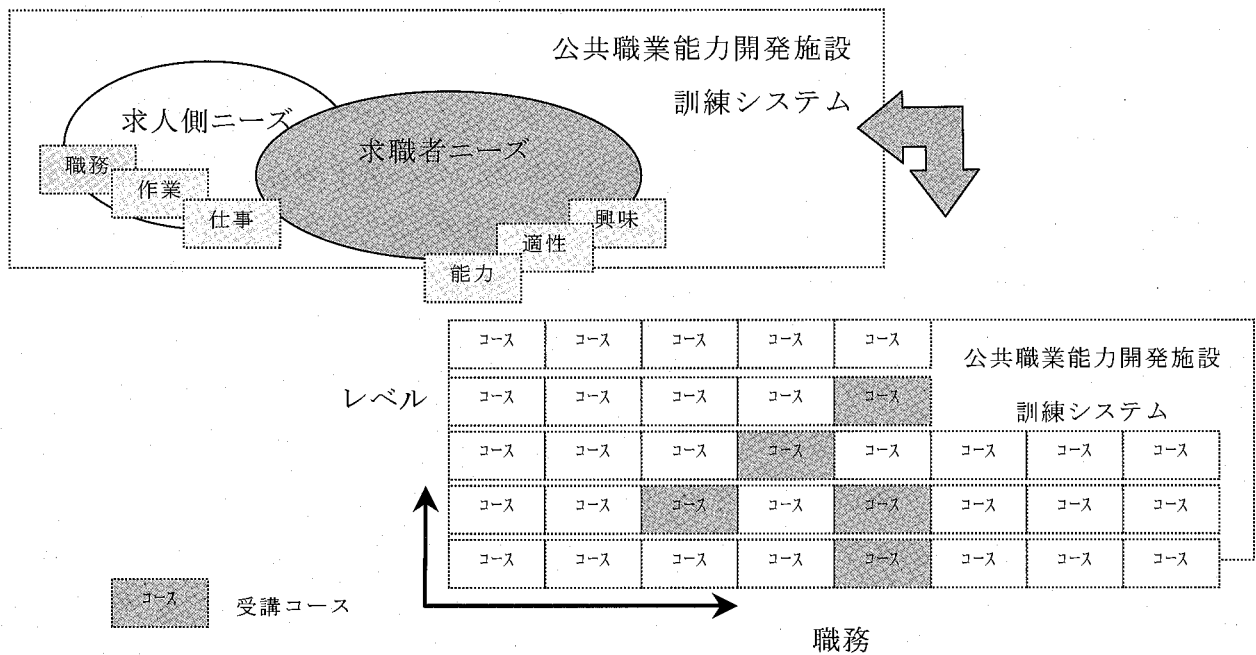 公共職業能力開発施設
訓練システム
求人側ニーズ
求職者ニーズ
職務
作業
仕事
興味
適性
能力
コース コース コース コース コース
公共職業能力開発施設
レベル
コース コース コース コース コース
訓練システム
コース コース コース コース コース コース コース コース
コース コース コース コース コース コース コース コース
コース コース コース コース コース コース コース コース
コース
受講コース
職務